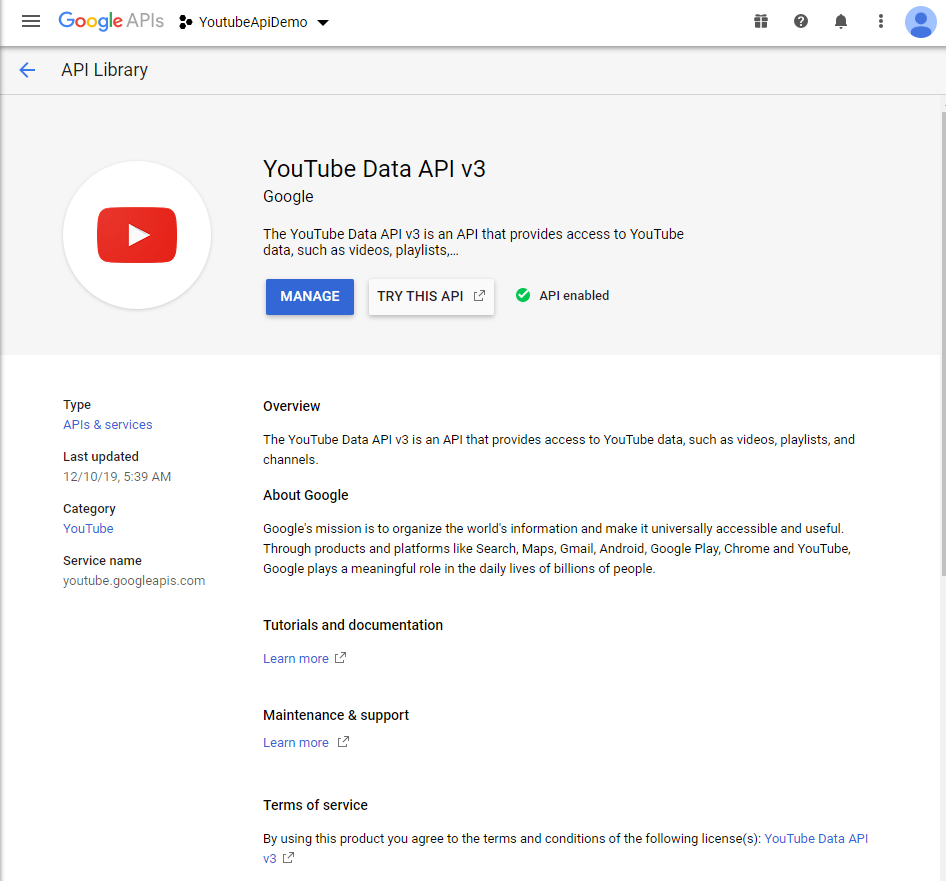 Google APIs YoutubeApiDemo
API Library
YouTube Data API v3
Google
The YouTube Data API v3 is an API that provides access to YouTube
data, such as videos, playlists,...
MANAGE TRY THIS API API enabled
Type
APIs & services
Last updated
12/10/19, 5:39 AM
Category
YouTube
Service name
youtube.googleapis.com
Overview
The YouTube Data API v3 is an API that provides access to YouTube data, such as videos, playlists, and
channels.
About Google
Google's mission is to organize the world's information and make it universally accessible and useful.
Through products and platforms like Search, Maps, Gmail, Android, Google Play, Chrome and YouTube,
Google plays a meaningful role in the daily lives of billions of people.
Tutorials and documentation
Learn more
Maintenance & support
Learn more
Terms of service
By using this product you agree to the terms and conditions of the following license(s): YouTube Data API
v3